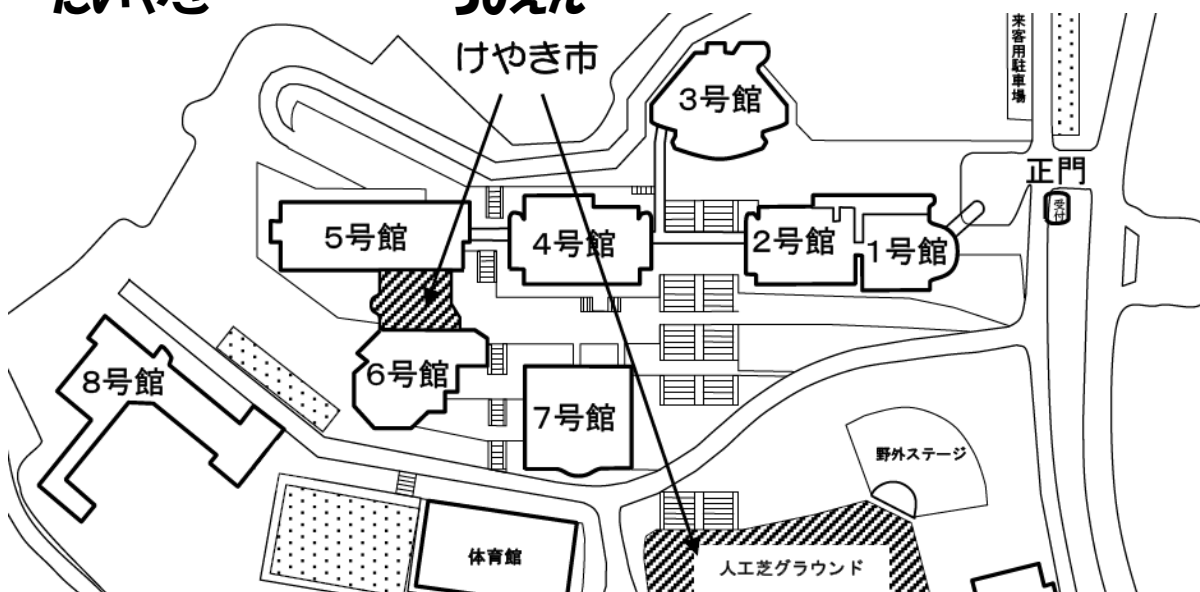 けやき市
来客用駐車場
3号館
正門
受付
5号館
4号館
2号館
1号館
8号館
6号館
7号館
野外ステージ
体育館
人工芝グラウンド